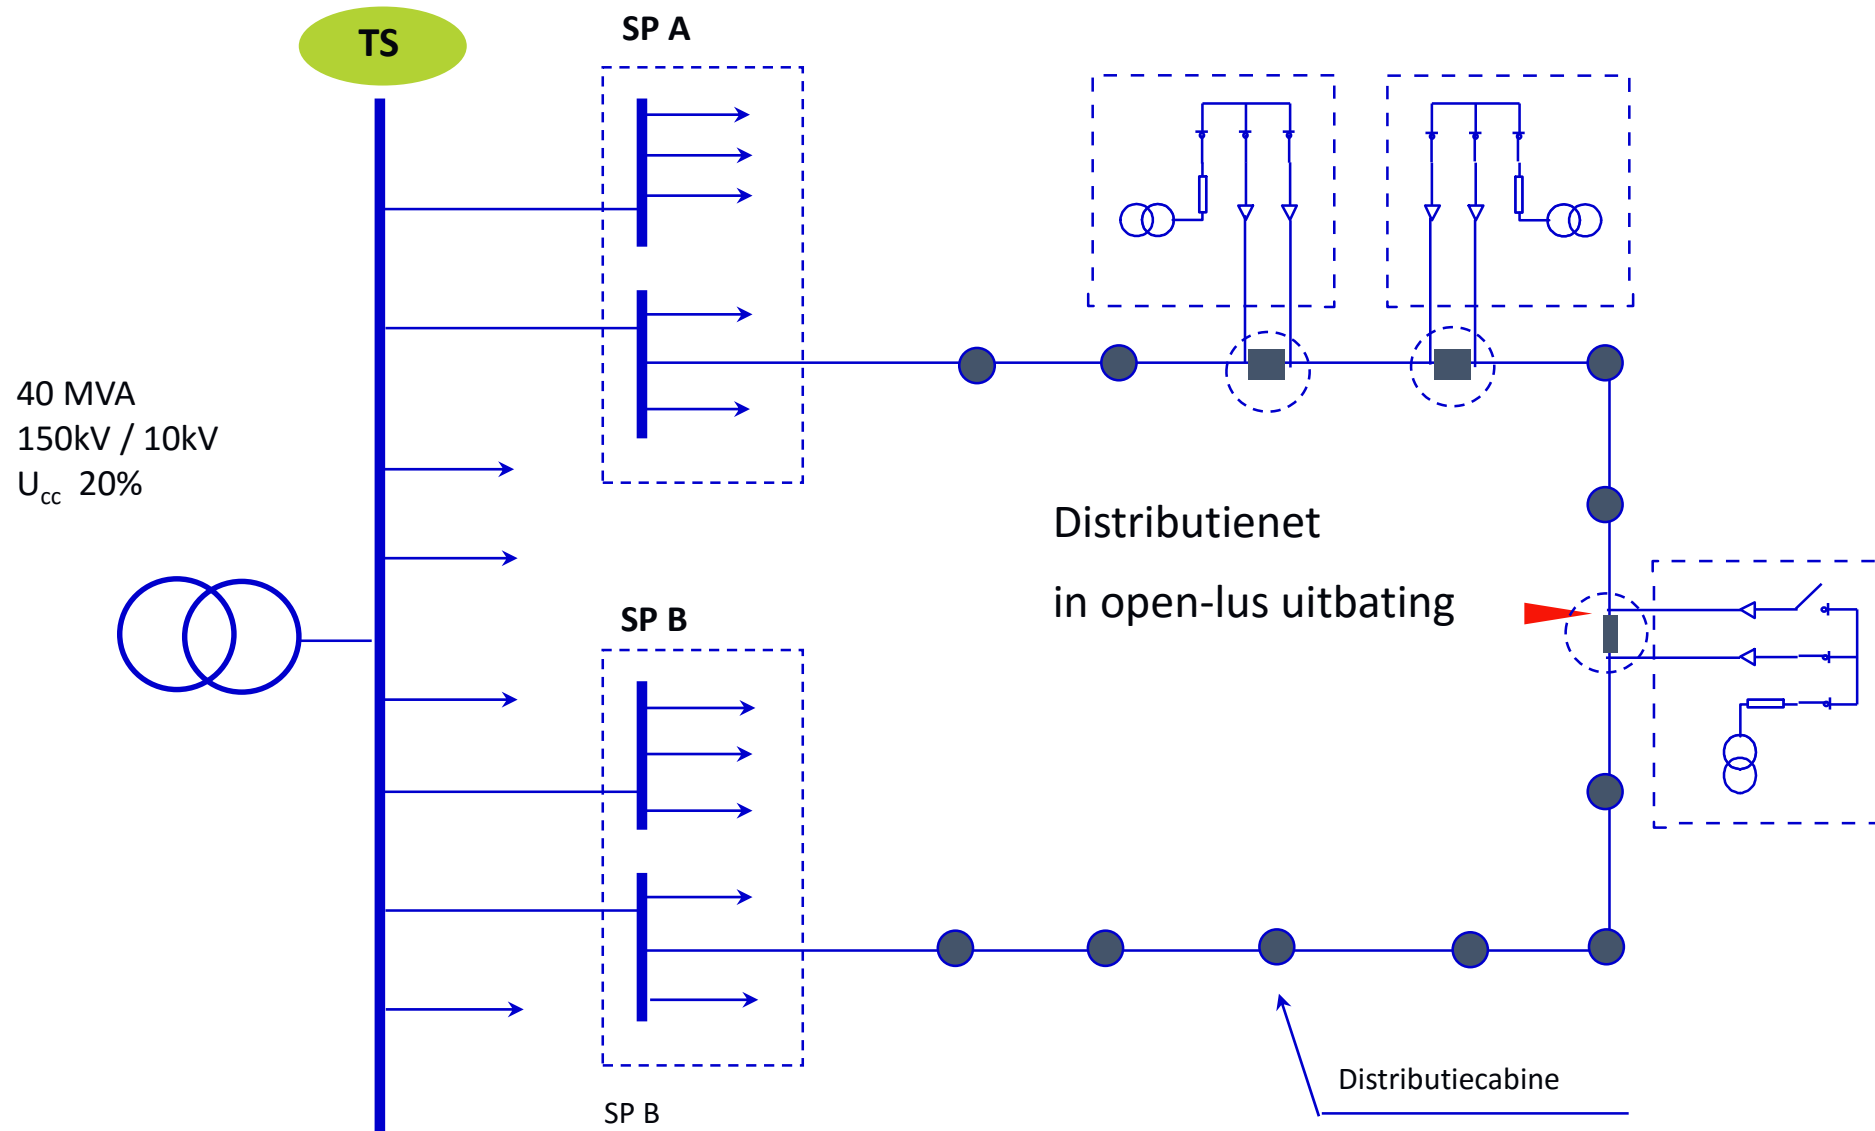 TS
SP A
40 MVA
150kV / 10kV
Ucc 20%
Distributienet
in open-lus uitbating
SP B
Distributiecabine
SP B